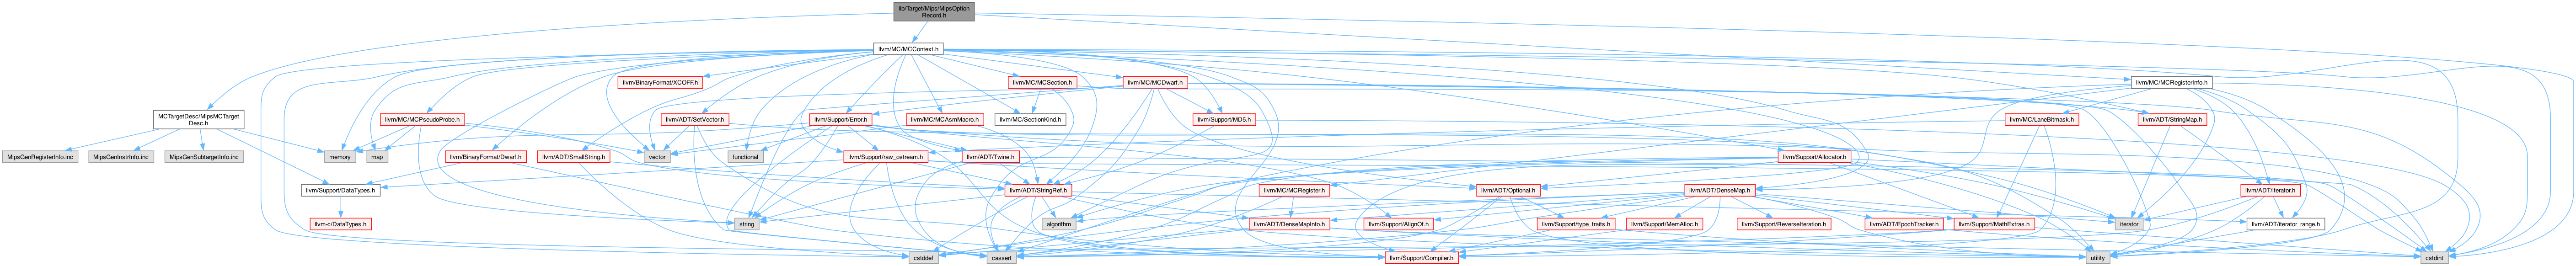 lib/Target/Mips/MipsOption
Record.h
llvm/MC/MCContext.h
llvm/BinaryFormat/XCOFF.h
llvm/MC/MCSection.h
llvm/MC/MCDwarf.h
llvm/MC/MCRegisterInfo.h
MCTargetDesc/MipsMCTarget
Desc.h
llvm/MC/MCPseudoProbe.h
llvm/ADT/SetVector.h
llvm/Support/Error.h
llvm/MC/MCAsmMacro.h
llvm/MC/SectionKind.h
llvm/Support/MD5.h
llvm/MC/LaneBitmask.h
llvm/ADT/StringMap.h
MipsGenRegisterInfo.inc
MipsGenInstrInfo.inc
MipsGenSubtargetInfo.inc
memory
map
llvm/BinaryFormat/Dwarf.h
llvm/ADT/SmallString.h
vector
functional
llvm/Support/raw_ostream.h
llvm/ADT/Twine.h
llvm/Support/Allocator.h
llvm/Support/DataTypes.h
llvm/ADT/StringRef.h
llvm/MC/MCRegister.h
llvm/ADT/Optional.h
llvm/ADT/DenseMap.h
llvm/ADT/iterator.h
llvm-c/DataTypes.h
string
algorithm
llvm/ADT/DenseMapInfo.h
llvm/Support/AlignOf.h
llvm/Support/type_traits.h
llvm/Support/MemAlloc.h
llvm/Support/ReverseIteration.h
llvm/ADT/EpochTracker.h
llvm/Support/MathExtras.h
iterator
llvm/ADT/iterator_range.h
cstddef
cassert
llvm/Support/Compiler.h
utility
cstdint